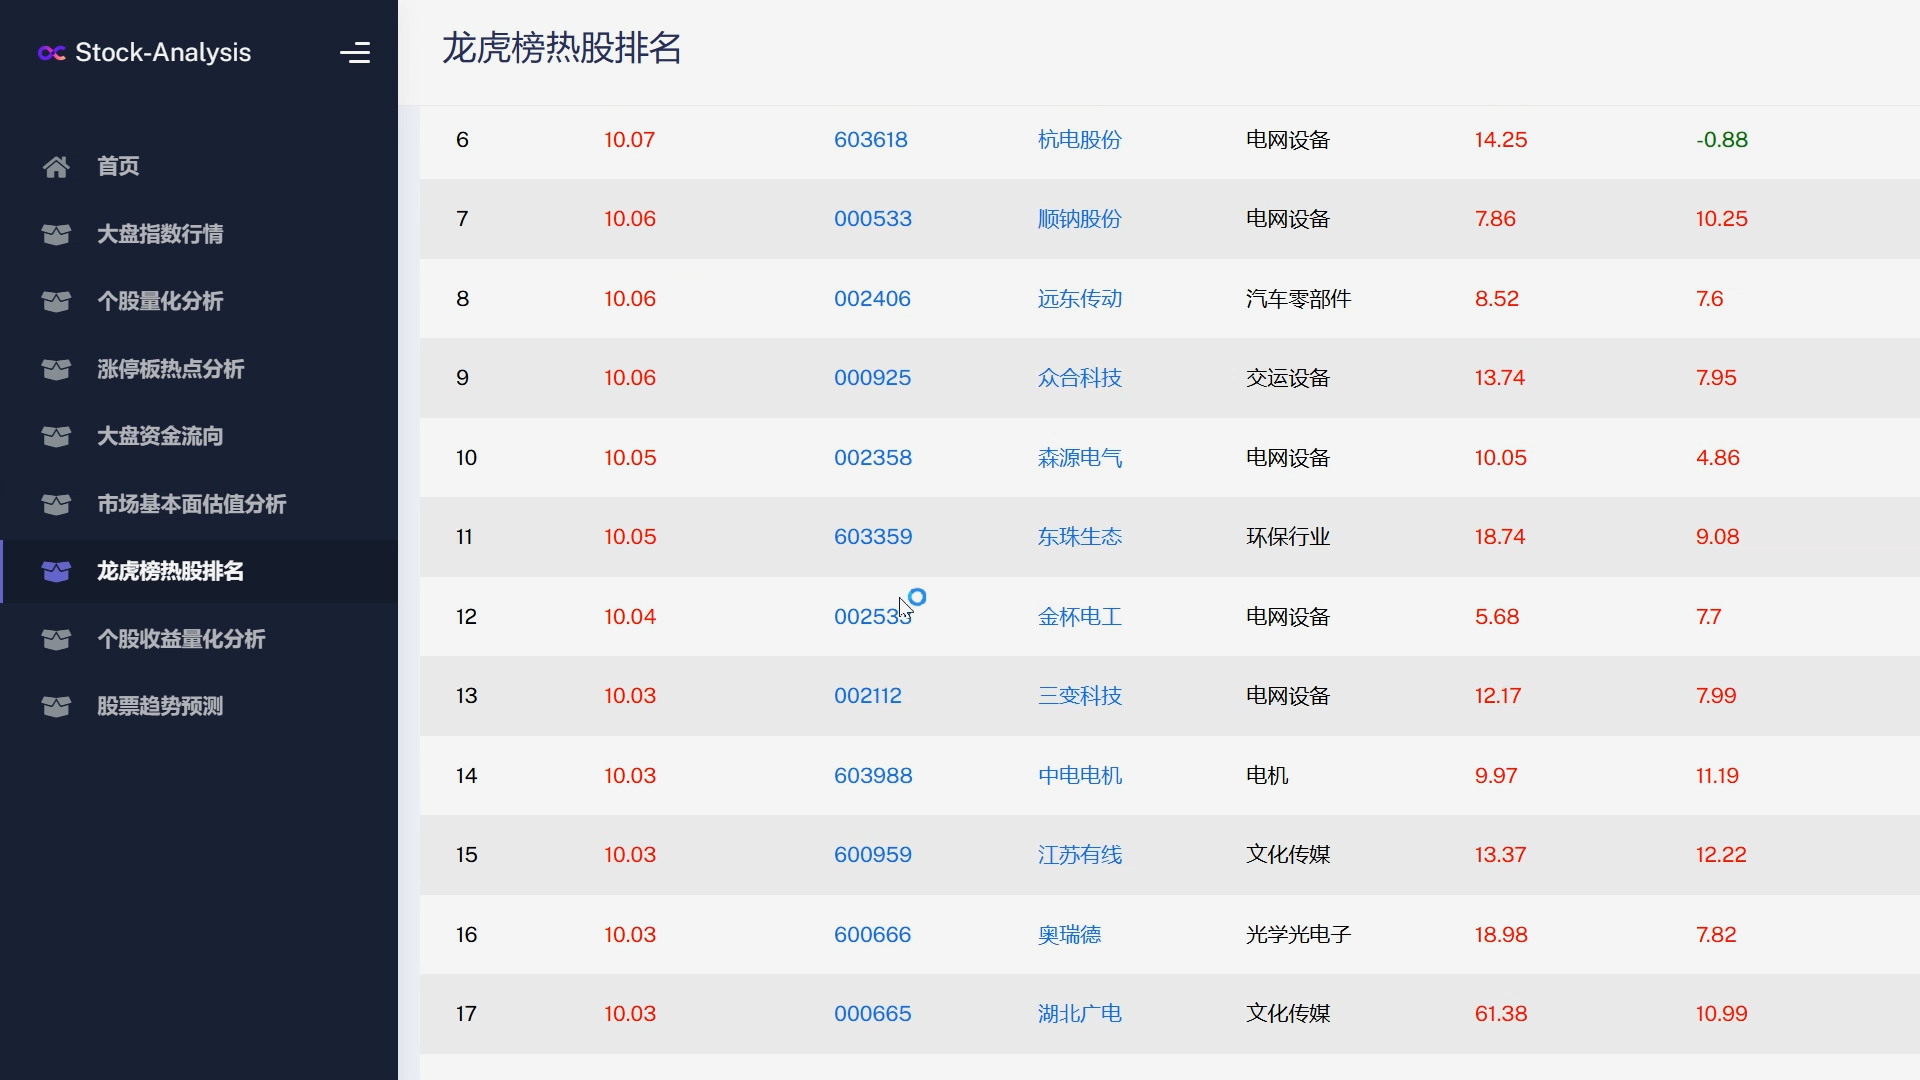 Stock-Analysis
首页
大盘指数行情
个股量化分析
涨停板热点分析
大盘资金流向
市场基本面估值分析
龙虎榜热股排名
个股收益量化分析
股票趋势预测
龙虎榜热股排名
6 10.07 603618 杭电股份 电网设备 14.25 -0.88
7 10.06 000533 顺钠股份 电网设备 7.86 10.25
8 10.06 002406 远东传动 汽车零部件 8.52 7.6
9 10.06 000925 众合科技 交运设备 13.74 7.95
10 10.05 002358 森源电气 电网设备 10.05 4.86
11 10.05 603359 东珠生态 环保行业 18.74 9.08
12 10.04 002533 金杯电工 电网设备 5.68 7.7
13 10.03 002112 三变科技 电网设备 12.17 7.99
14 10.03 603988 中电电机 电机 9.97 11.19
15 10.03 600959 江苏有线 文化传媒 13.37 12.22
16 10.03 600666 奥瑞德 光学光电子 18.98 7.82
17 10.03 000665 湖北广电 文化传媒 61.38 10.99